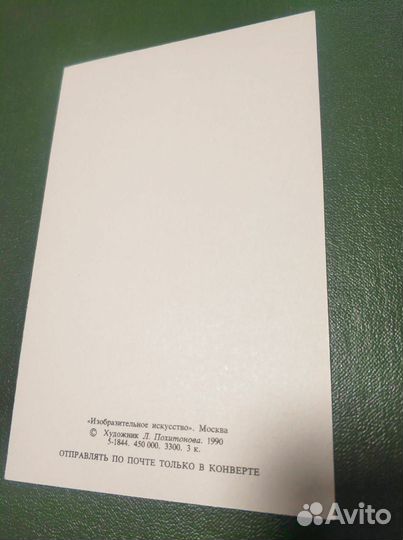 «Изобразительное искусство». Москва
© Художник Л. Похитонова. 1990
5-1844. 450 000. 3300. 3 к.
ОТПРАВЛЯТЬ ПО ПОЧТЕ ТОЛЬКО В КОНВЕРТЕ
Avito